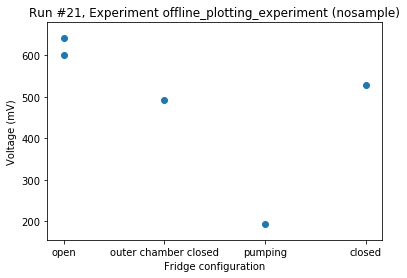 Run #21, Experiment offline_plotting_experiment (nosample)
Voltage (mV)
600
500
400
300
200
open outer chamber closed pumping closed
Fridge configuration